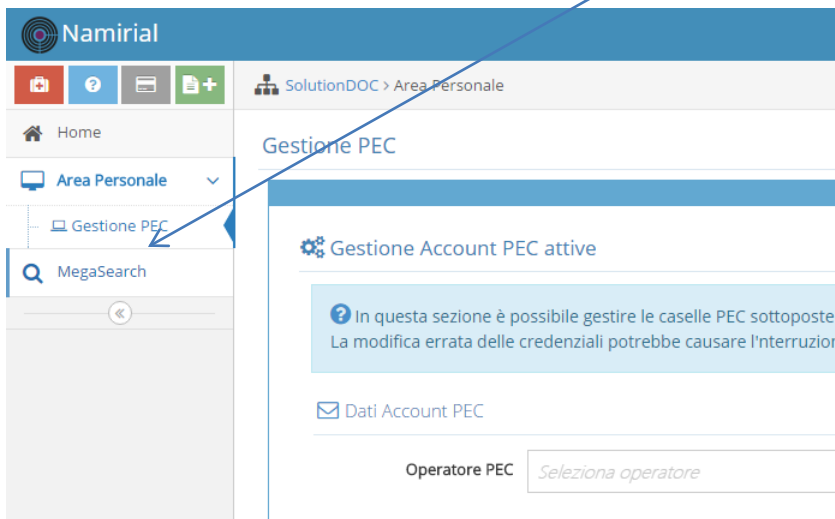 Namirial
SolutionDOC > Area Personale
Home
Gestione PEC
Area Personale
Gestione PEC
Gestione Account PEC attive
MegaSearch
In questa sezione è possibile gestire le caselle PEC sottoposte
La modifica errata delle credenziali potrebbe causare l'nterruzion
Dati Account PEC
Operatore PEC Seleziona operatore